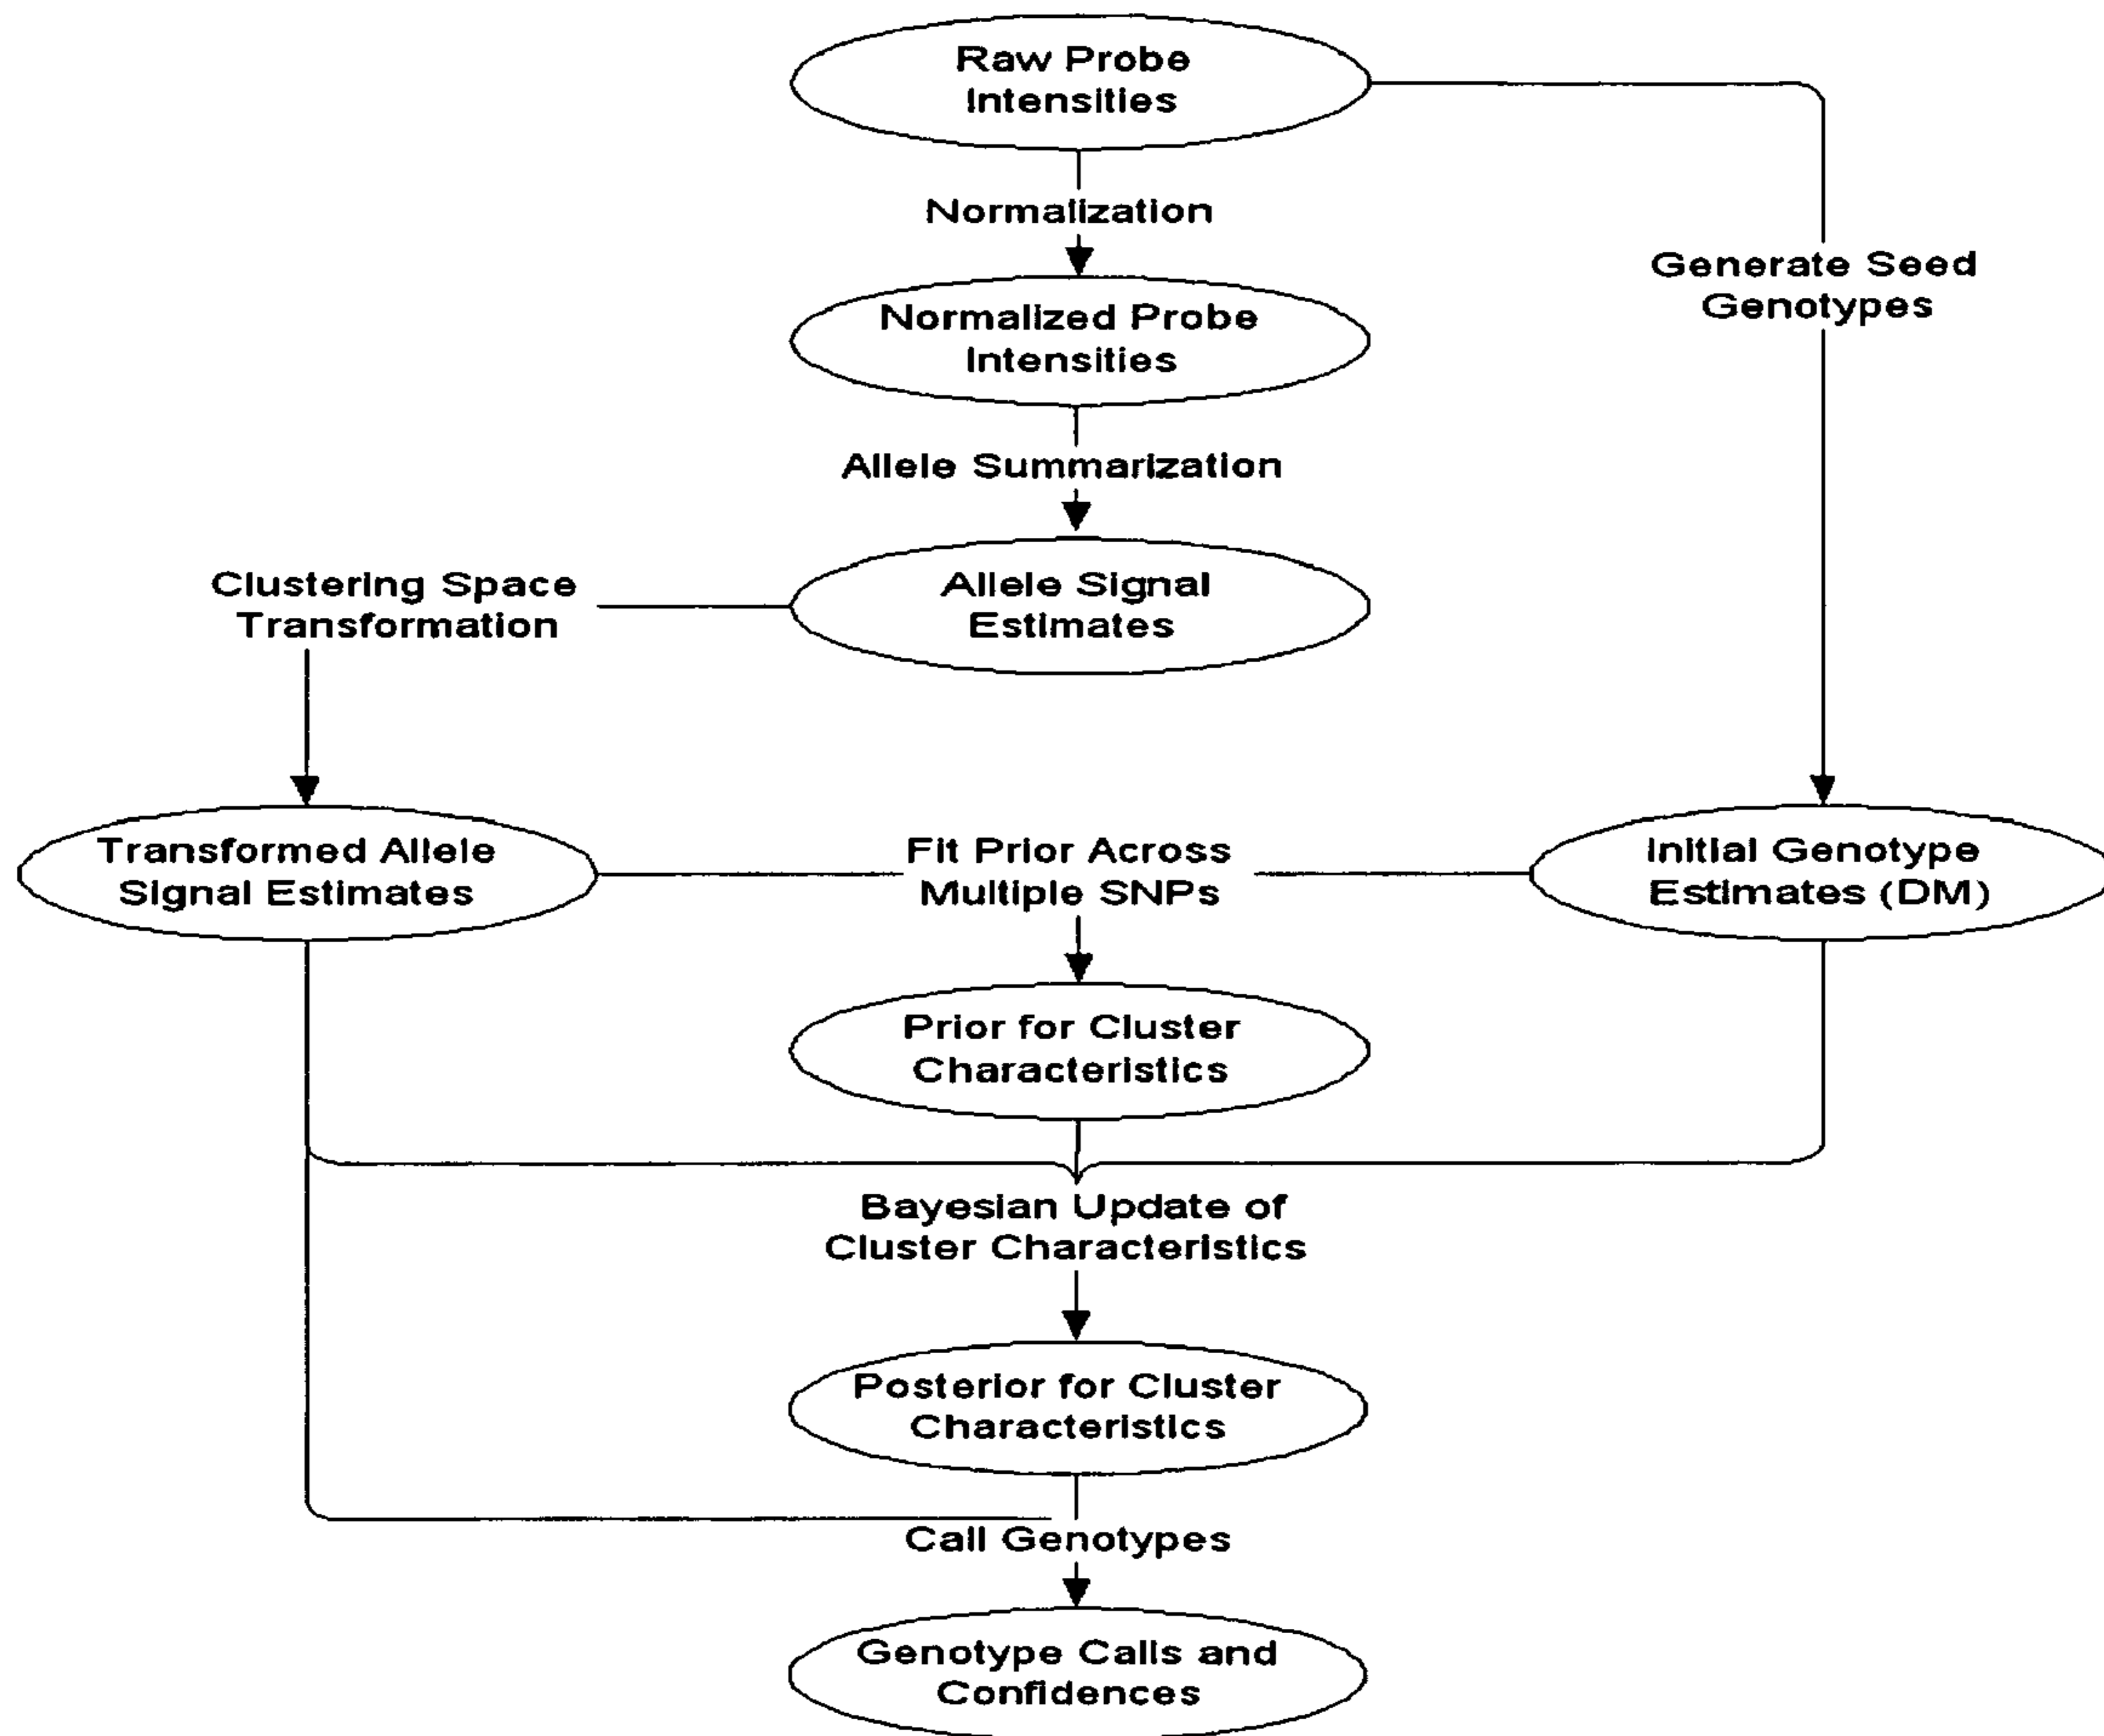 Raw Probe
Intensities
Normalization
Generate Seed
Genotypes
Normalized Probe
Intensities
Allele Summarization
Clustering Space
Transformation
Allele Signal
Estimates
Transformed Allele
Signal Estimates
Fit Prior Across
Multiple SNPs
Initial Genotype
Estimates (DM)
Prior for Cluster
Characteristics
Bayesian Update of
Cluster Characteristics
Posterior for Cluster
Characteristics
Call Genotypes
Genotype Calls and
Confidences